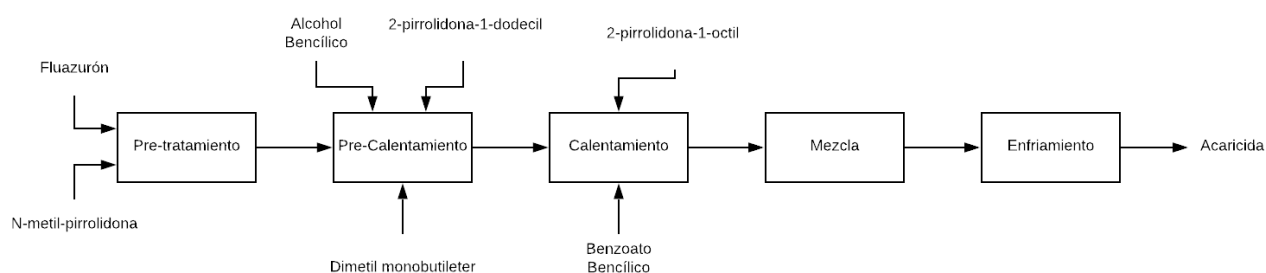 Alcohol
Bencílico
2-pirrolidona-1-dodecil
2-pirrolidona-1-octil
Fluazurón
Pre-tratamiento
Pre-Calentamiento
Calentamiento
Mezcla
Enfriamiento
Acaricida
N-metil-pirrolidona
Dimetil monobutileter
Benzoato
Bencílico